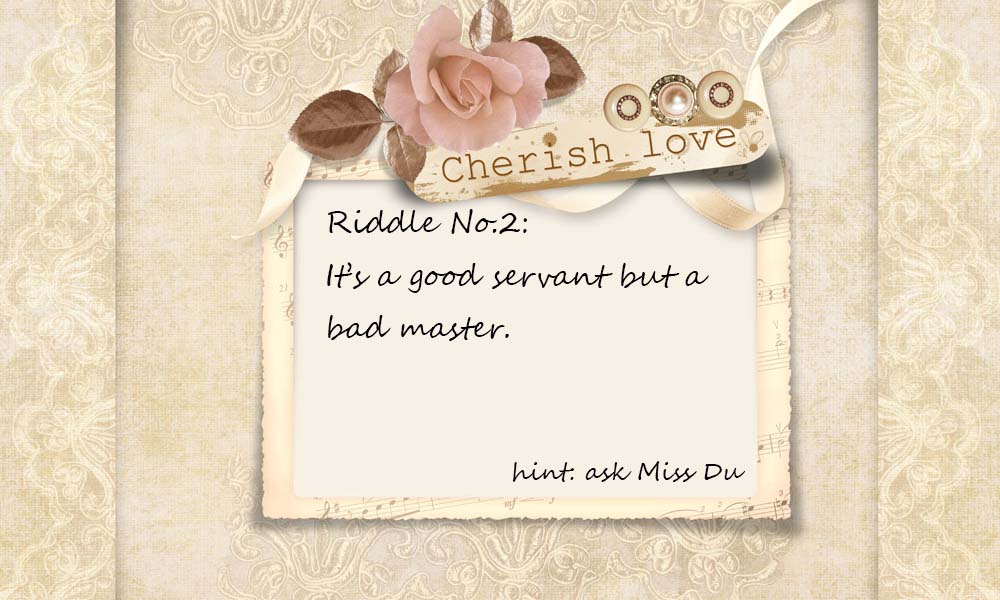 Cherish love
Riddle No.2:
It's a good servant but a
bad master.
hint: ask Miss Du